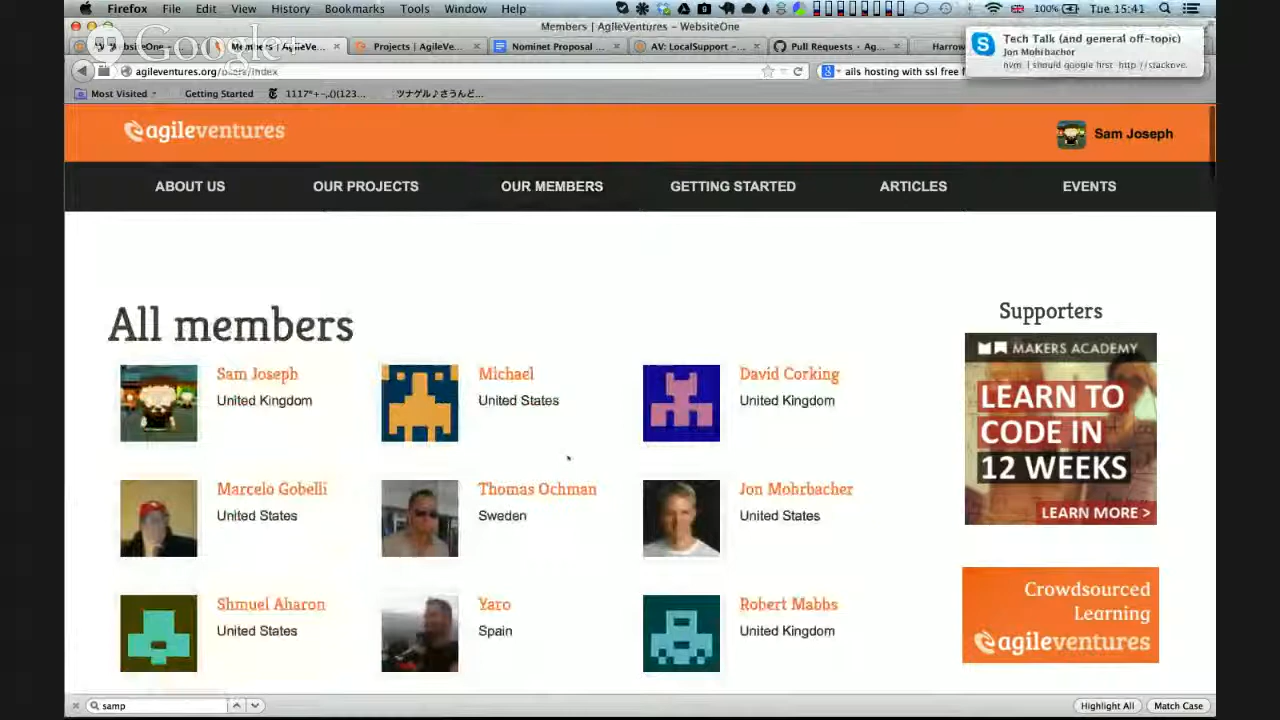 Firefox File Edit View History Bookmarks Tools Window Help 100% Tue 15:41
Members | AgileVentures - WebsiteOne
Google
Members | AgileVe... × Projects | AgileVe... × Nominet Proposal × AV: LocalSupport - ... × Pull Requests · Ag... × Harrow
Tech Talk (and general off-topic)
Jon Mohrbacher
nvm. I should google first http://stackove.
agileventures.org/users/index
ails hosting with ssl free
Most Visited Getting Started 1117*+-,.()(123... ツナゲル♪さうんど...
agileventures
Sam Joseph
ABOUT US OUR PROJECTS OUR MEMBERS GETTING STARTED ARTICLES EVENTS
All members
Sam Joseph
United Kingdom
Michael
United States
David Corking
United Kingdom
Marcelo Gobelli
United States
Thomas Ochman
Sweden
Jon Mohrbacher
United States
Shmuel Aharon
United States
Yaro
Spain
Robert Mabbs
United Kingdom
Supporters
MAKERS ACADEMY
LEARN TO
CODE IN
12 WEEKS
LEARN MORE >
Crowdsourced
Learning
agileventures
samp
Highlight All Match Case